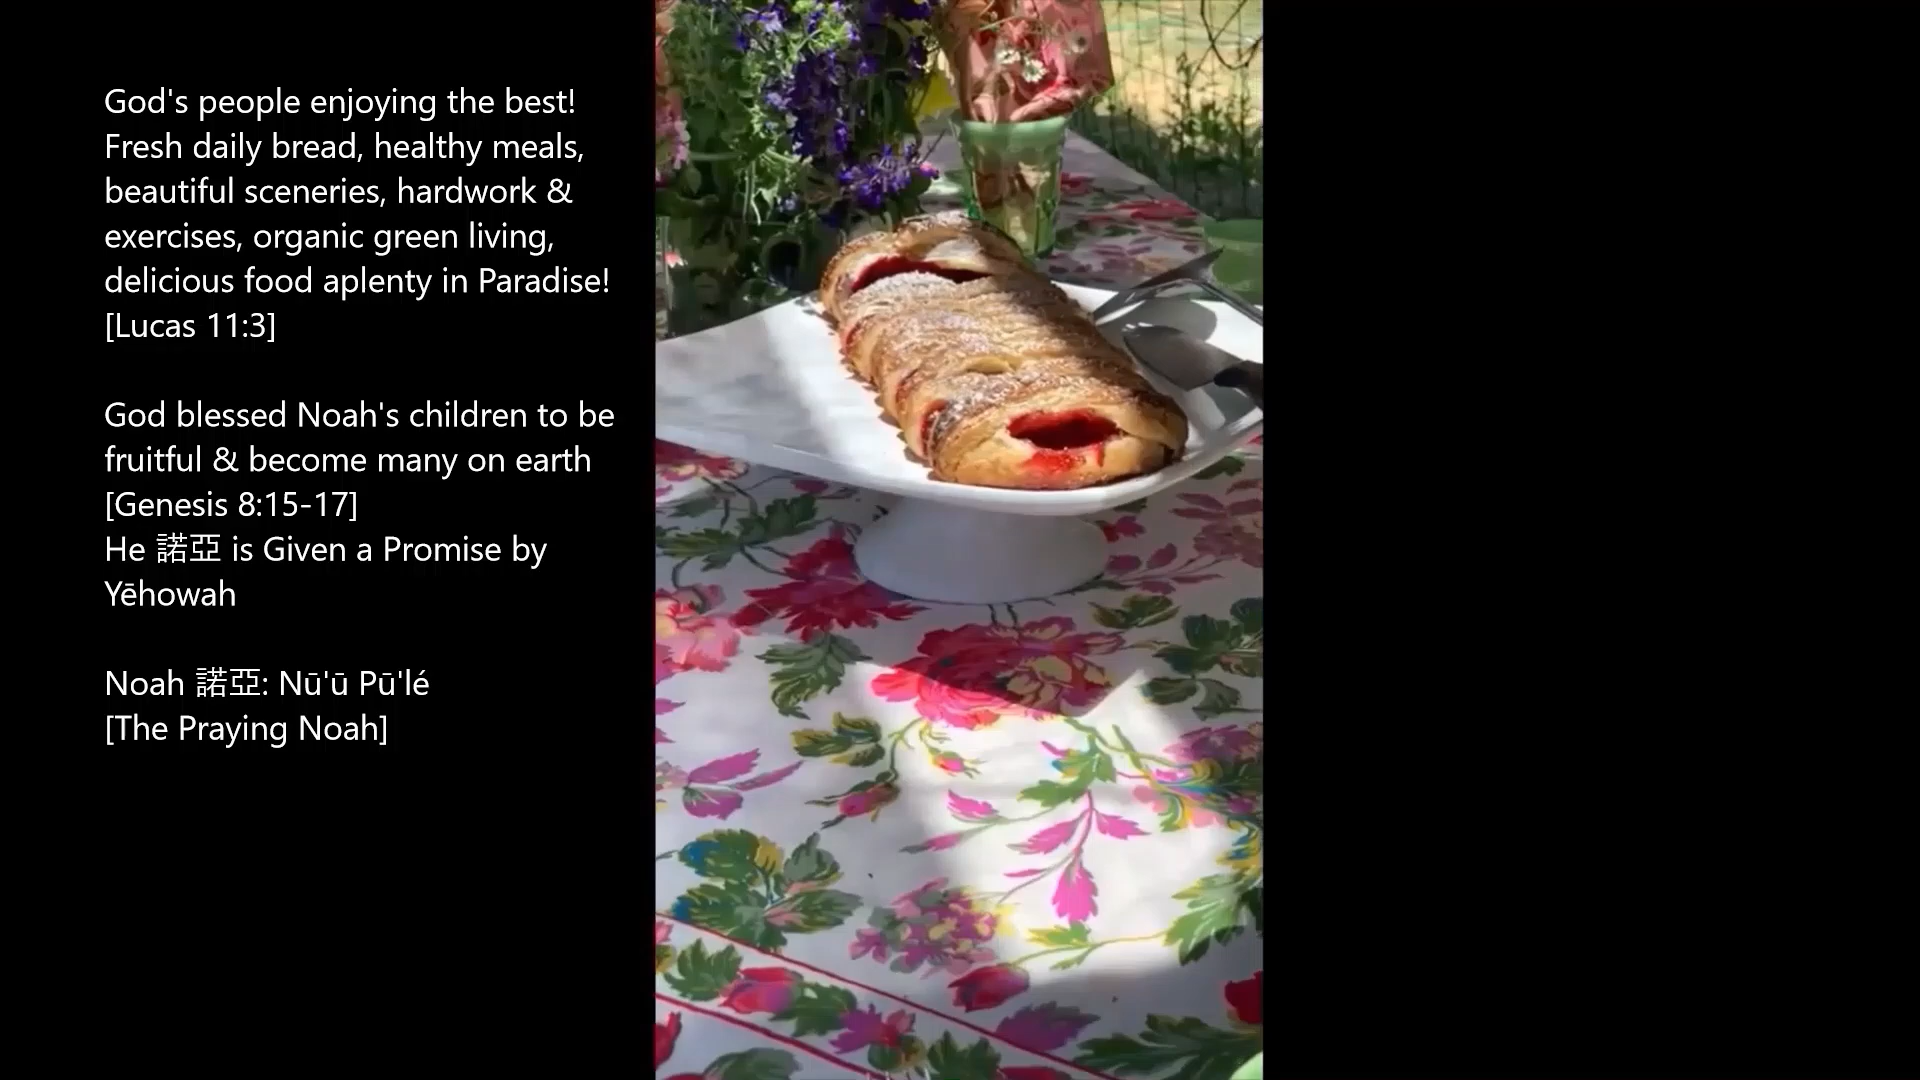 God's people enjoying the best!
Fresh daily bread, healthy meals,
beautiful sceneries, hardwork &
exercises, organic green living,
delicious food aplenty in Paradise!
[Lucas 11:3]
God blessed Noah's children to be
fruitful & become many on earth
[Genesis 8:15-17]
He 諾亞 is Given a Promise by
Yēhowah
Noah 諾亞: Nū'ū Pū'lé
[The Praying Noah]